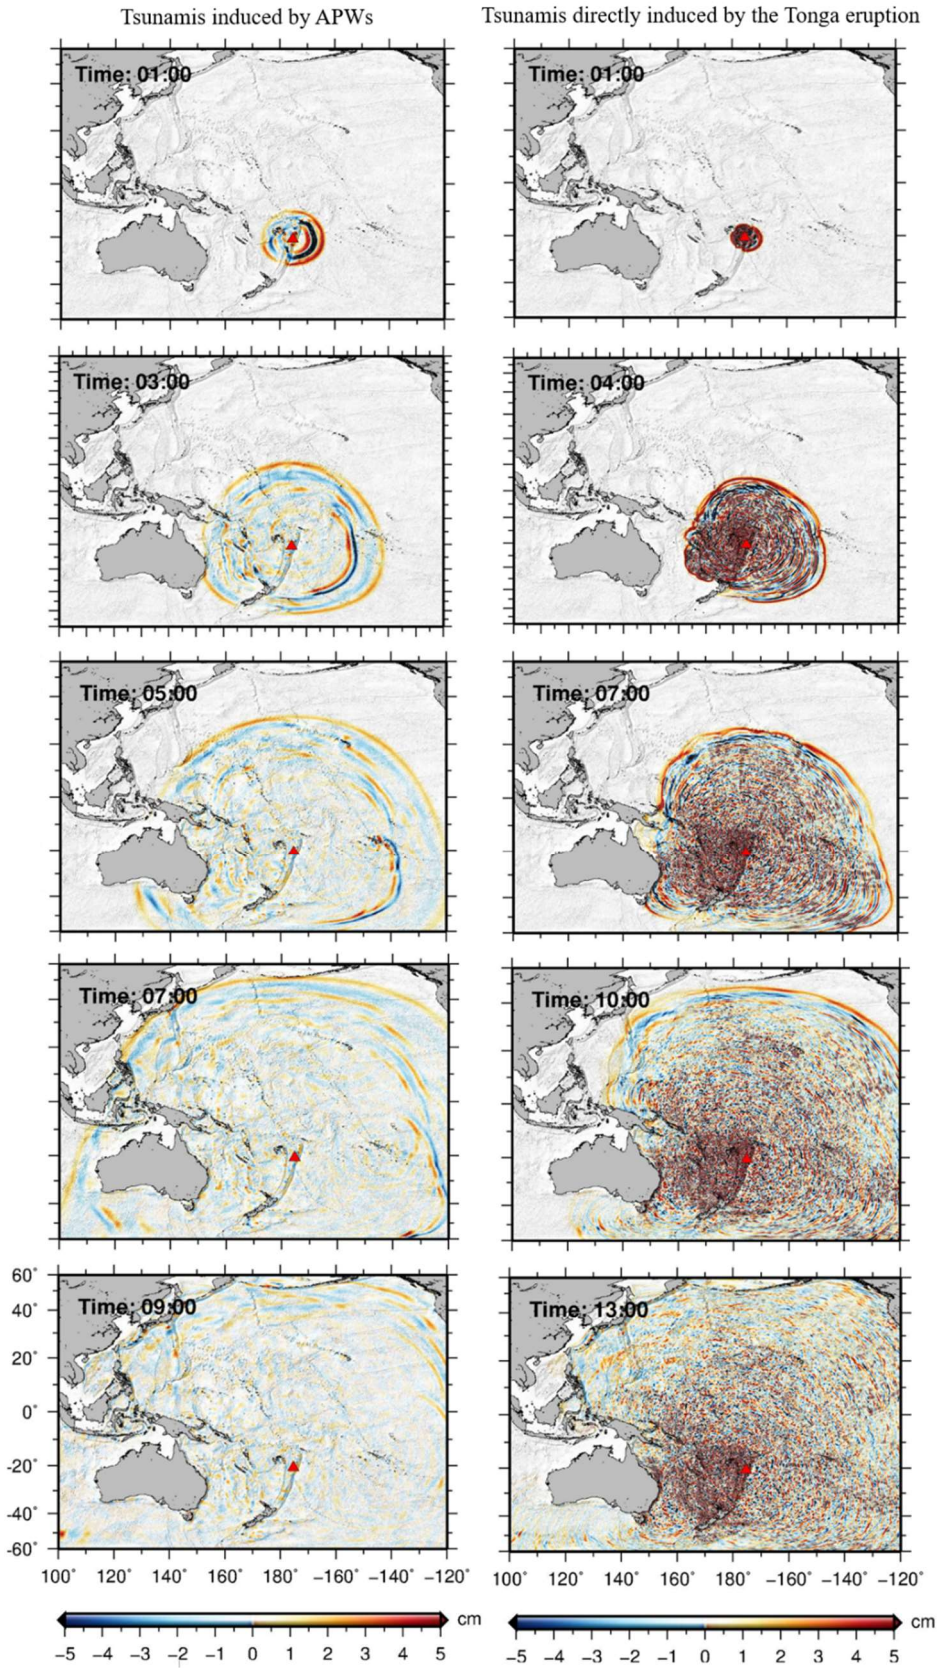 Tsunamis induced by APWs
Tsunamis directly induced by the Tonga eruption
Time: 01:00
Time: 01:00
Time: 03:00
Time: 04:00
Time: 05:00
Time: 07:00
Time: 07:00
Time: 10:00
60°
40°
20°
0°
-20°
-40°
-60°
Time: 09:00
Time: 13:00
100° 120° 140° 160° 180° −160° −140° −120°
100° 120° 140° 160° 180° −160° −140° −120°
−5 −4 −3 −2 −1 0 1 2 3 4 5 cm
−5 −4 −3 −2 −1 0 1 2 3 4 5 cm